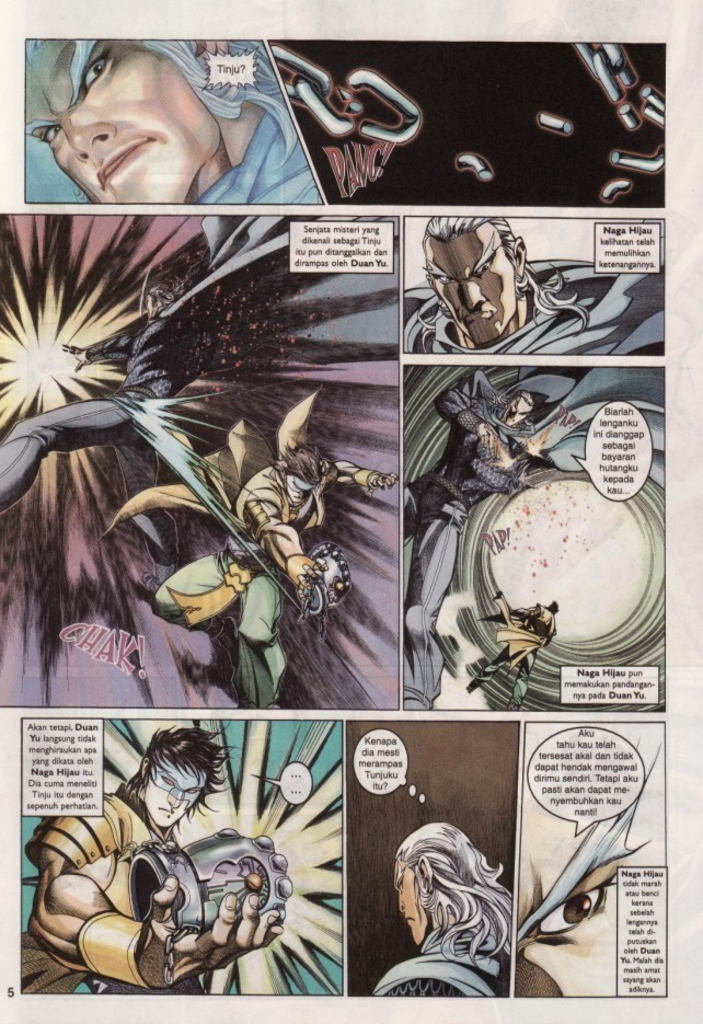 Tinju?
PANG!
Senjata misteri yang
dikenali sebagai Tinju
itu pun ditanggalkan dan
dirampas oleh Duan Yu.
Naga Hijau
kelihatan telah
memulihkan
ketenangannya.
CHAK!
PAP!
Biarlah
lenganku
ini dianggap
sebagai
bayaran
hutangku
kepada
kau...
PAP!
Naga Hijau pun
memakukan pandangan-
nya pada Duan Yu.
Akan tetapi, Duan
Yu langsung tidak
menghiraukan apa
yang dikata oleh
Naga Hijau itu.
Dia cuma meneliti
Tinju itu dengan
sepenuh perhatian.
...
...
Kenapa
dia mesti
merampas
Tunjuku
itu?
Aku
tahu kau telah
tersesat akal dan tidak
dapat hendak mengawal
dirimu sendiri. Tetapi aku
pasti akan dapat me-
nyembuhkan kau
nanti!
Naga Hijau
tidak marah
atau benci
kerana
sebelah
lengannya
telah di-
putuskan
oleh Duan
Yu. Malah dia
masih amat
sayang akan
adiknya.
5